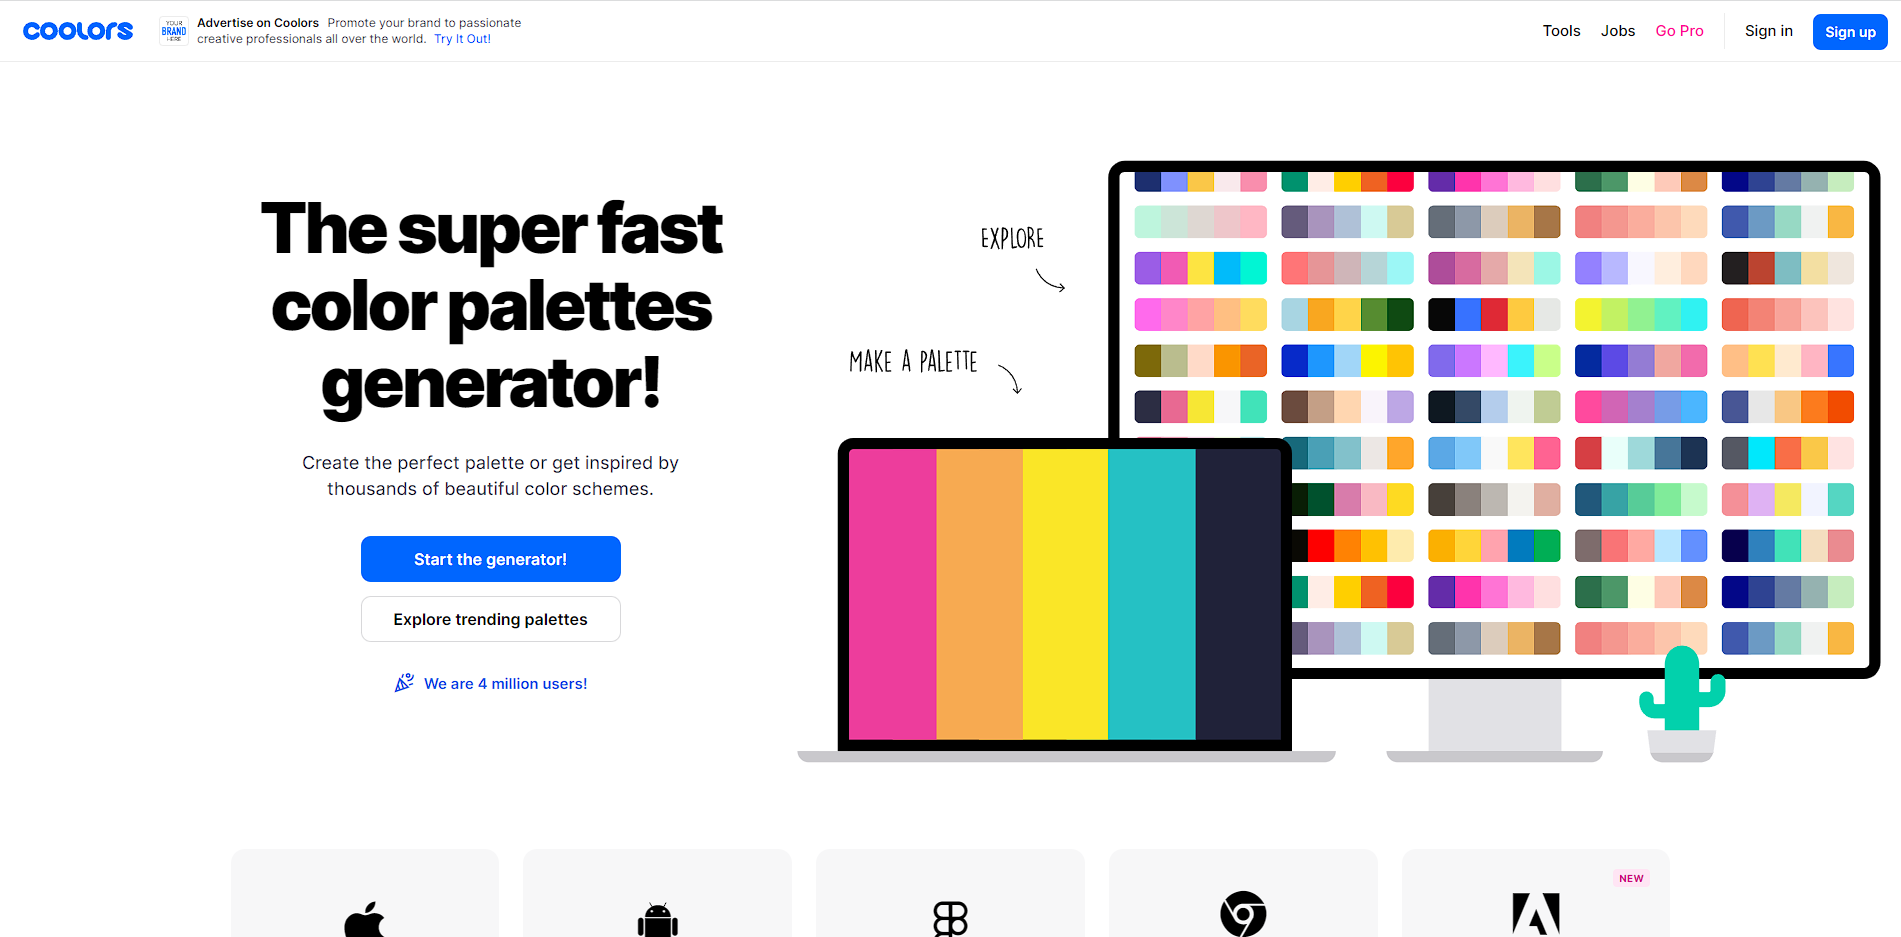 coolors
YOUR
BRAND
HERE
Advertise on Coolors Promote your brand to passionate
creative professionals all over the world. Try It Out!
Tools
Jobs
Go Pro
Sign in
Sign up
The super fast
color palettes
generator!
Create the perfect palette or get inspired by
thousands of beautiful color schemes.
Start the generator!
Explore trending palettes
We are 4 million users!
EXPLORE
MAKE A PALETTE
NEW